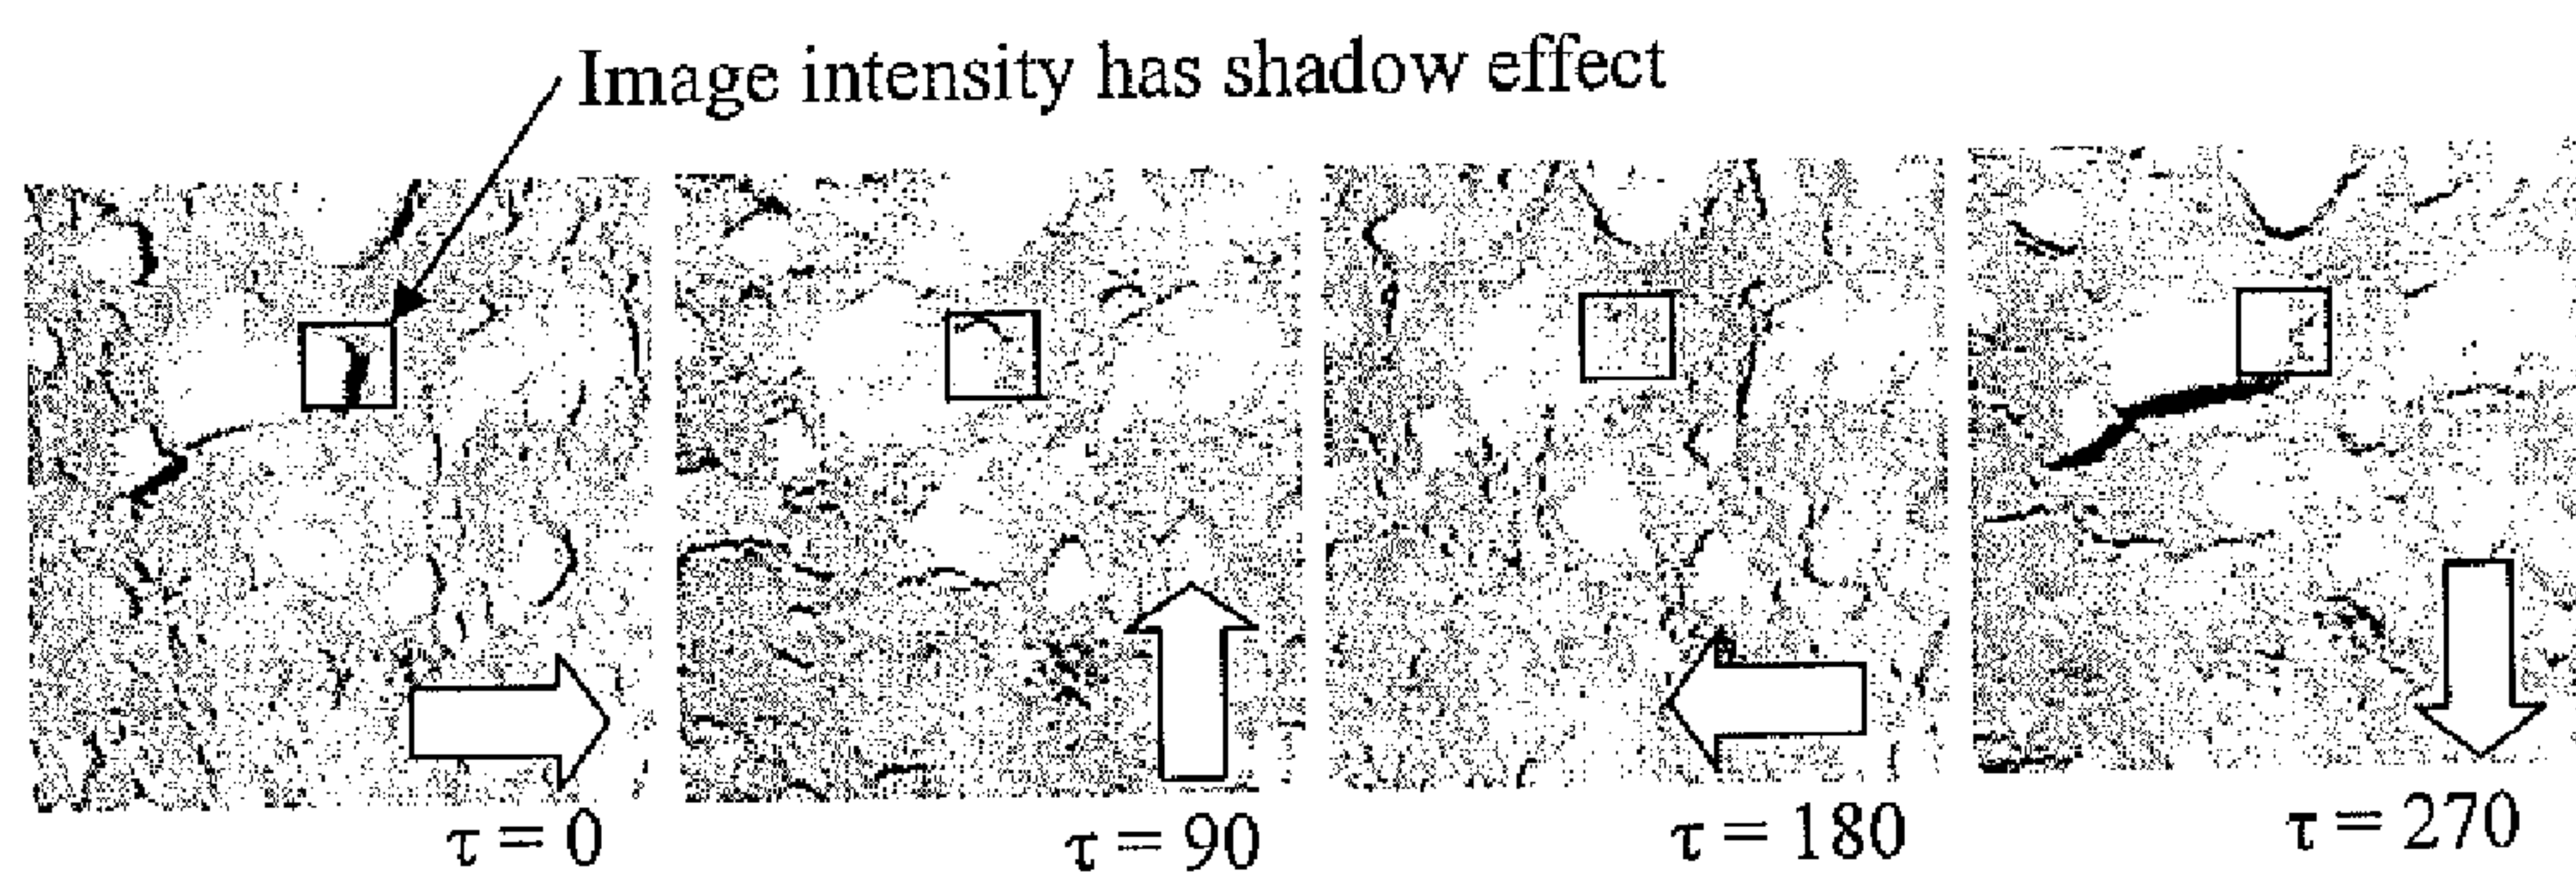 Image intensity has shadow effect
τ = 0
τ = 90
τ = 180
τ = 270